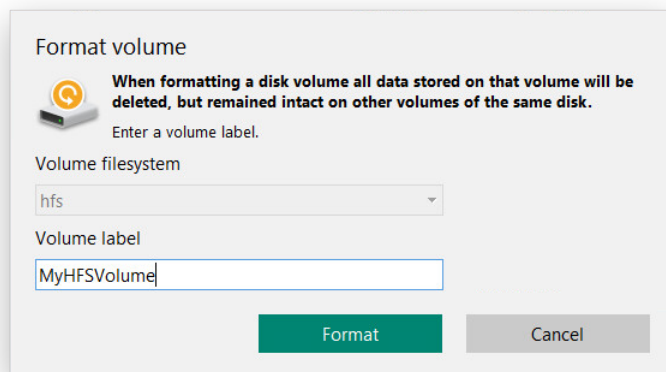 Format volume
When formatting a disk volume all data stored on that volume will be
deleted, but remained intact on other volumes of the same disk.
Enter a volume label.
Volume filesystem
hfs
Volume label
MyHFSVolume
Format
Cancel